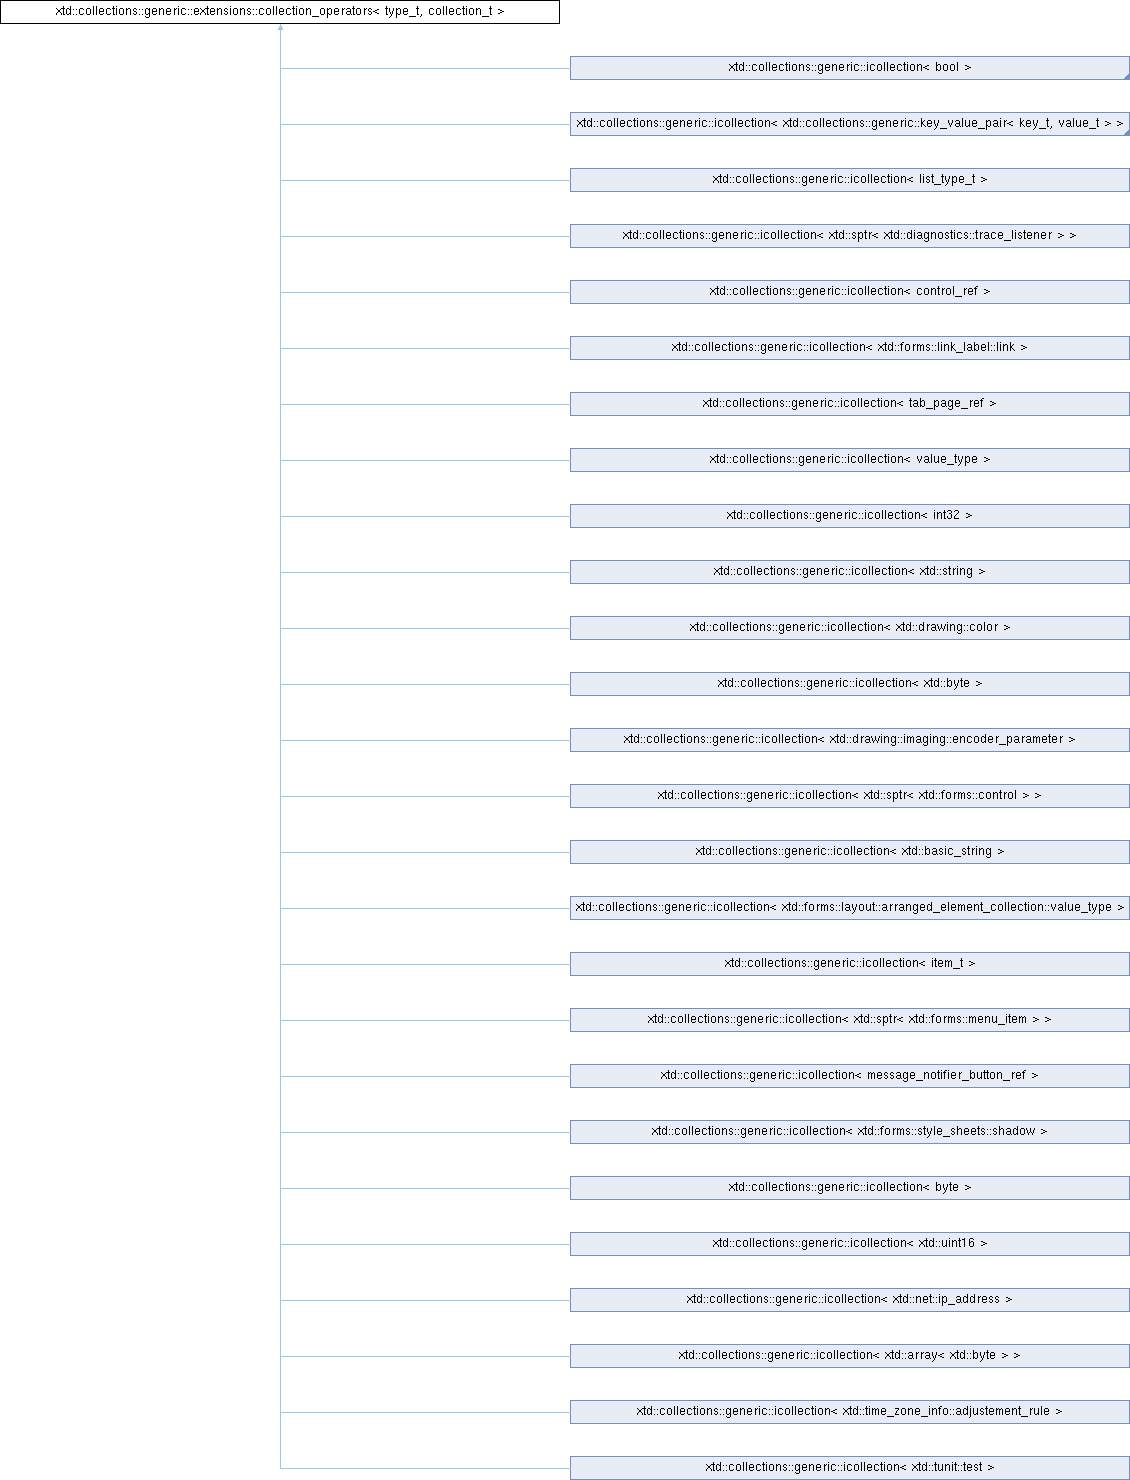 xtd::collections::generic::extensions::collection_operators< type_t, collection_t >
xtd::collections::generic::icollection< bool >
xtd::collections::generic::icollection< xtd::collections::generic::key_value_pair< key_t, value_t > >
xtd::collections::generic::icollection< list_type_t >
xtd::collections::generic::icollection< xtd::sptr< xtd::diagnostics::trace_listener > >
xtd::collections::generic::icollection< control_ref >
xtd::collections::generic::icollection< xtd::forms::link_label::link >
xtd::collections::generic::icollection< tab_page_ref >
xtd::collections::generic::icollection< value_type >
xtd::collections::generic::icollection< int32 >
xtd::collections::generic::icollection< xtd::string >
xtd::collections::generic::icollection< xtd::drawing::color >
xtd::collections::generic::icollection< xtd::byte >
xtd::collections::generic::icollection< xtd::drawing::imaging::encoder_parameter >
xtd::collections::generic::icollection< xtd::sptr< xtd::forms::control > >
xtd::collections::generic::icollection< xtd::basic_string >
xtd::collections::generic::icollection< xtd::forms::layout::arranged_element_collection::value_type >
xtd::collections::generic::icollection< item_t >
xtd::collections::generic::icollection< xtd::sptr< xtd::forms::menu_item > >
xtd::collections::generic::icollection< message_notifier_button_ref >
xtd::collections::generic::icollection< xtd::forms::style_sheets::shadow >
xtd::collections::generic::icollection< byte >
xtd::collections::generic::icollection< xtd::uint16 >
xtd::collections::generic::icollection< xtd::net::ip_address >
xtd::collections::generic::icollection< xtd::array< xtd::byte > >
xtd::collections::generic::icollection< xtd::time_zone_info::adjustement_rule >
xtd::collections::generic::icollection< xtd::tunit::test >